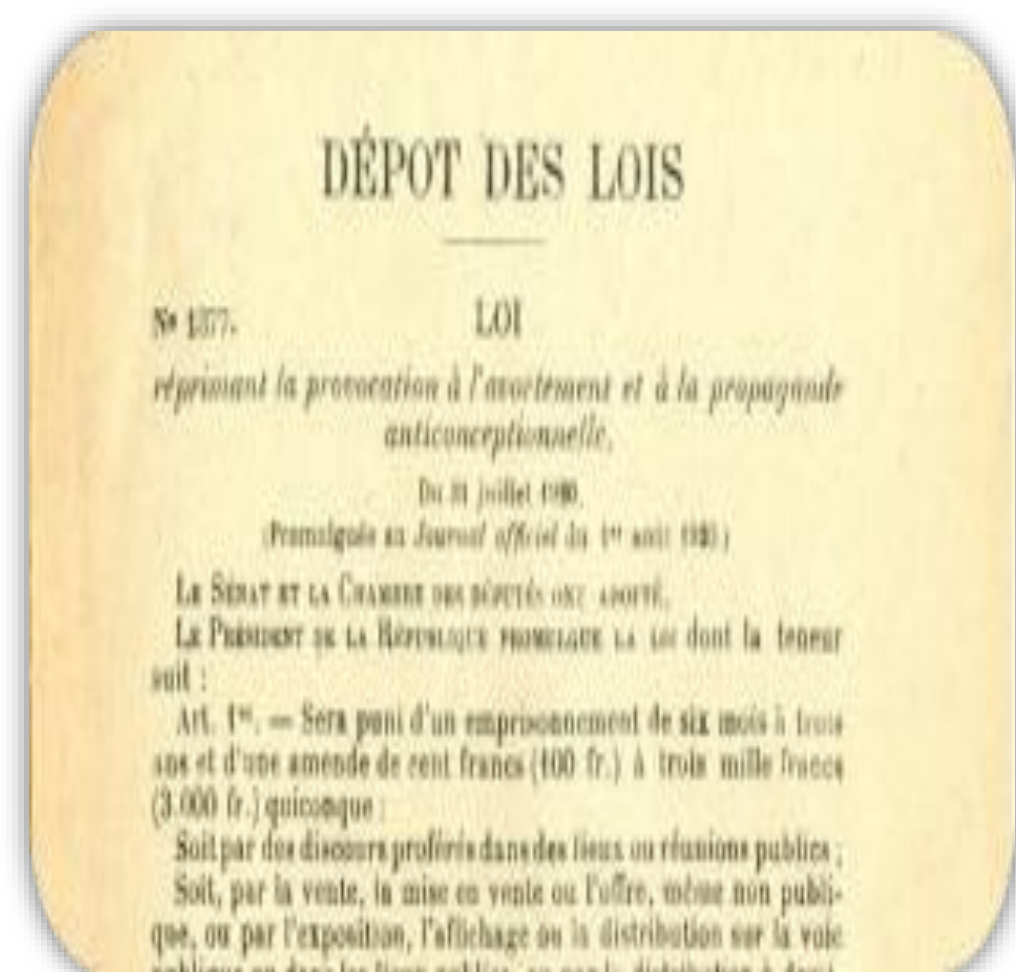 DÉPOT DES LOIS
Nº 1377. LOI
réprimant la provocation à l'avortement et à la propagande
anticonceptionnelle.
Du 31 juillet 1920.
(Promulguée au Journal officiel du 1er août 1920)
LE SÉNAT ET LA CHAMBRE DES DÉPUTÉS ONT ADOPTÉ,
LE PRÉSIDENT DE LA RÉPUBLIQUE PROMULGUE LA LOI dont la teneur
suit :
Art. 1er. — Sera puni d'un emprisonnement de six mois à trois
ans et d'une amende de cent francs (100 fr.) à trois mille francs
(3.000 fr.) quiconque :
Soit par des discours proférés dans des lieux ou réunions publics ;
Soit, par la vente, la mise en vente ou l'offre, même non publi-
que, ou par l'exposition, l'affichage ou la distribution sur la voie